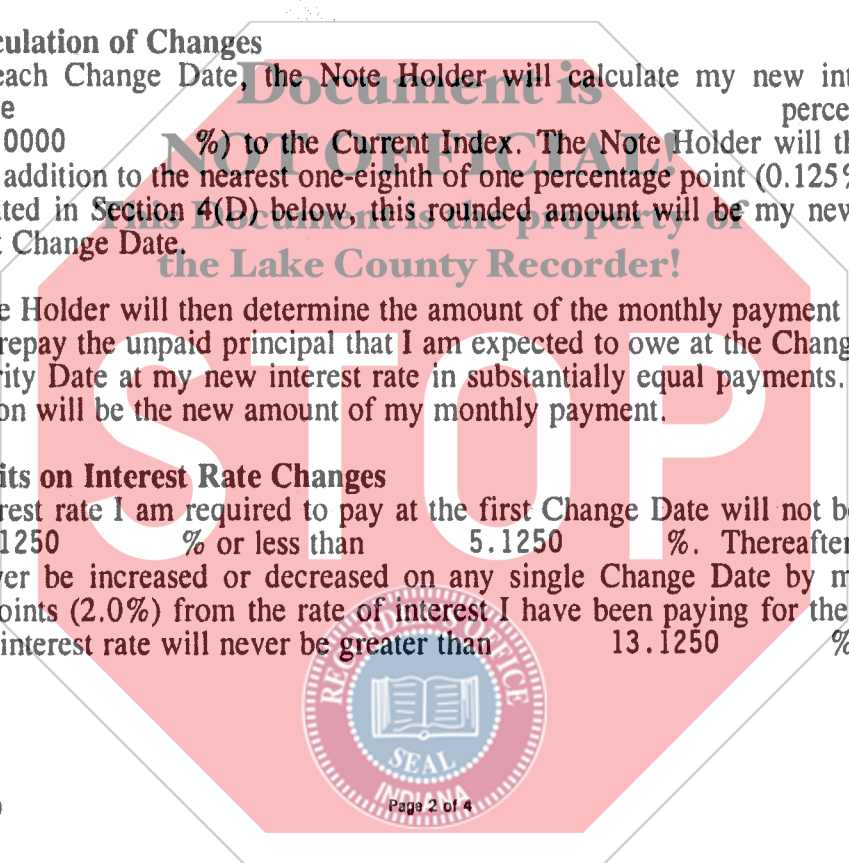 culation of Changes
each Change Date, the Note Holder will calculate my new int
Document is
e perce
0000 %) to the Current Index. The Note Holder will th
NOT OFFICIAL!
addition to the nearest one-eighth of one percentage point (0.125%
ted in Section 4(D) below, this rounded amount will be my new
This Document is the property of
t Change Date.
the Lake County Recorder!
e Holder will then determine the amount of the monthly payment
repay the unpaid principal that I am expected to owe at the Chang
rity Date at my new interest rate in substantially equal payments.
on will be the new amount of my monthly payment.
STOP
its on Interest Rate Changes
rest rate I am required to pay at the first Change Date will not be
1250 % or less than 5.1250 %. Thereafter
ver be increased or decreased on any single Change Date by m
oints (2.0%) from the rate of interest I have been paying for the
interest rate will never be greater than 13.1250 %
SEAL
INDIANA
Page 2 of 4